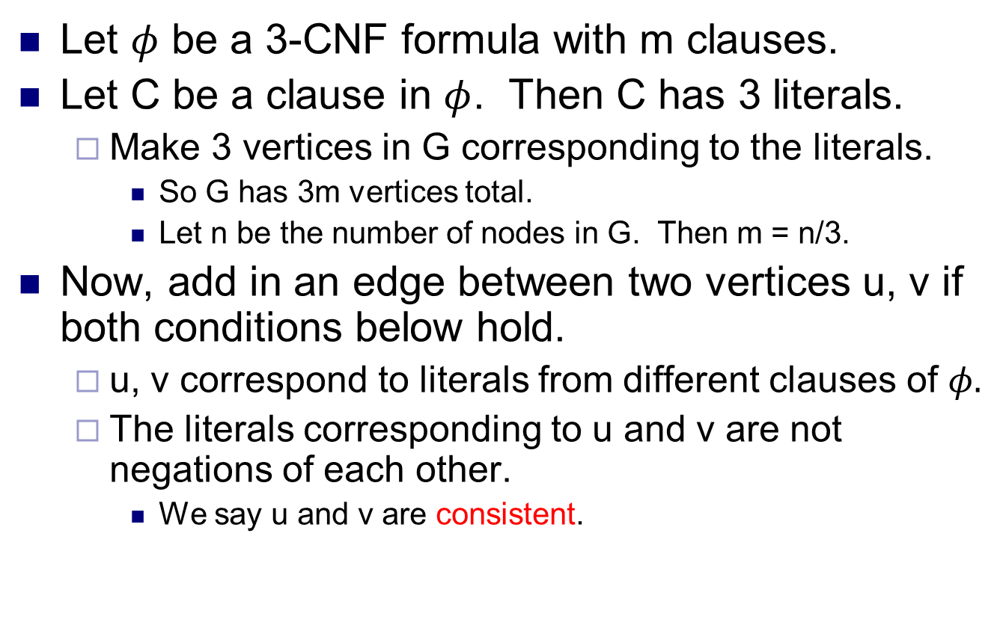 Let 𝜙 be a 3-CNF formula with m clauses.
Let C be a clause in 𝜙. Then C has 3 literals.
Make 3 vertices in G corresponding to the literals.
So G has 3m vertices total.
Let n be the number of nodes in G. Then m = n/3.
Now, add in an edge between two vertices u, v if
both conditions below hold.
u, v correspond to literals from different clauses of 𝜙.
The literals corresponding to u and v are not
negations of each other.
We say u and v are consistent.